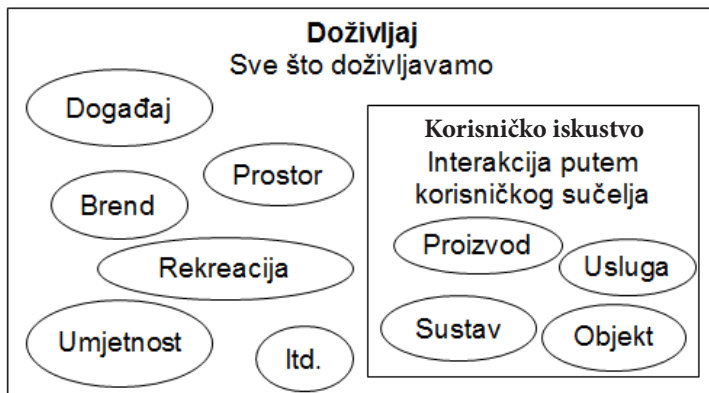 Doživljaj
Sve što doživljavamo
Događaj
Prostor
Brend
Rekreacija
Umjetnost
Itd.
Korisničko iskustvo
Interakcija putem
korisničkog sučelja
Proizvod
Usluga
Sustav
Objekt